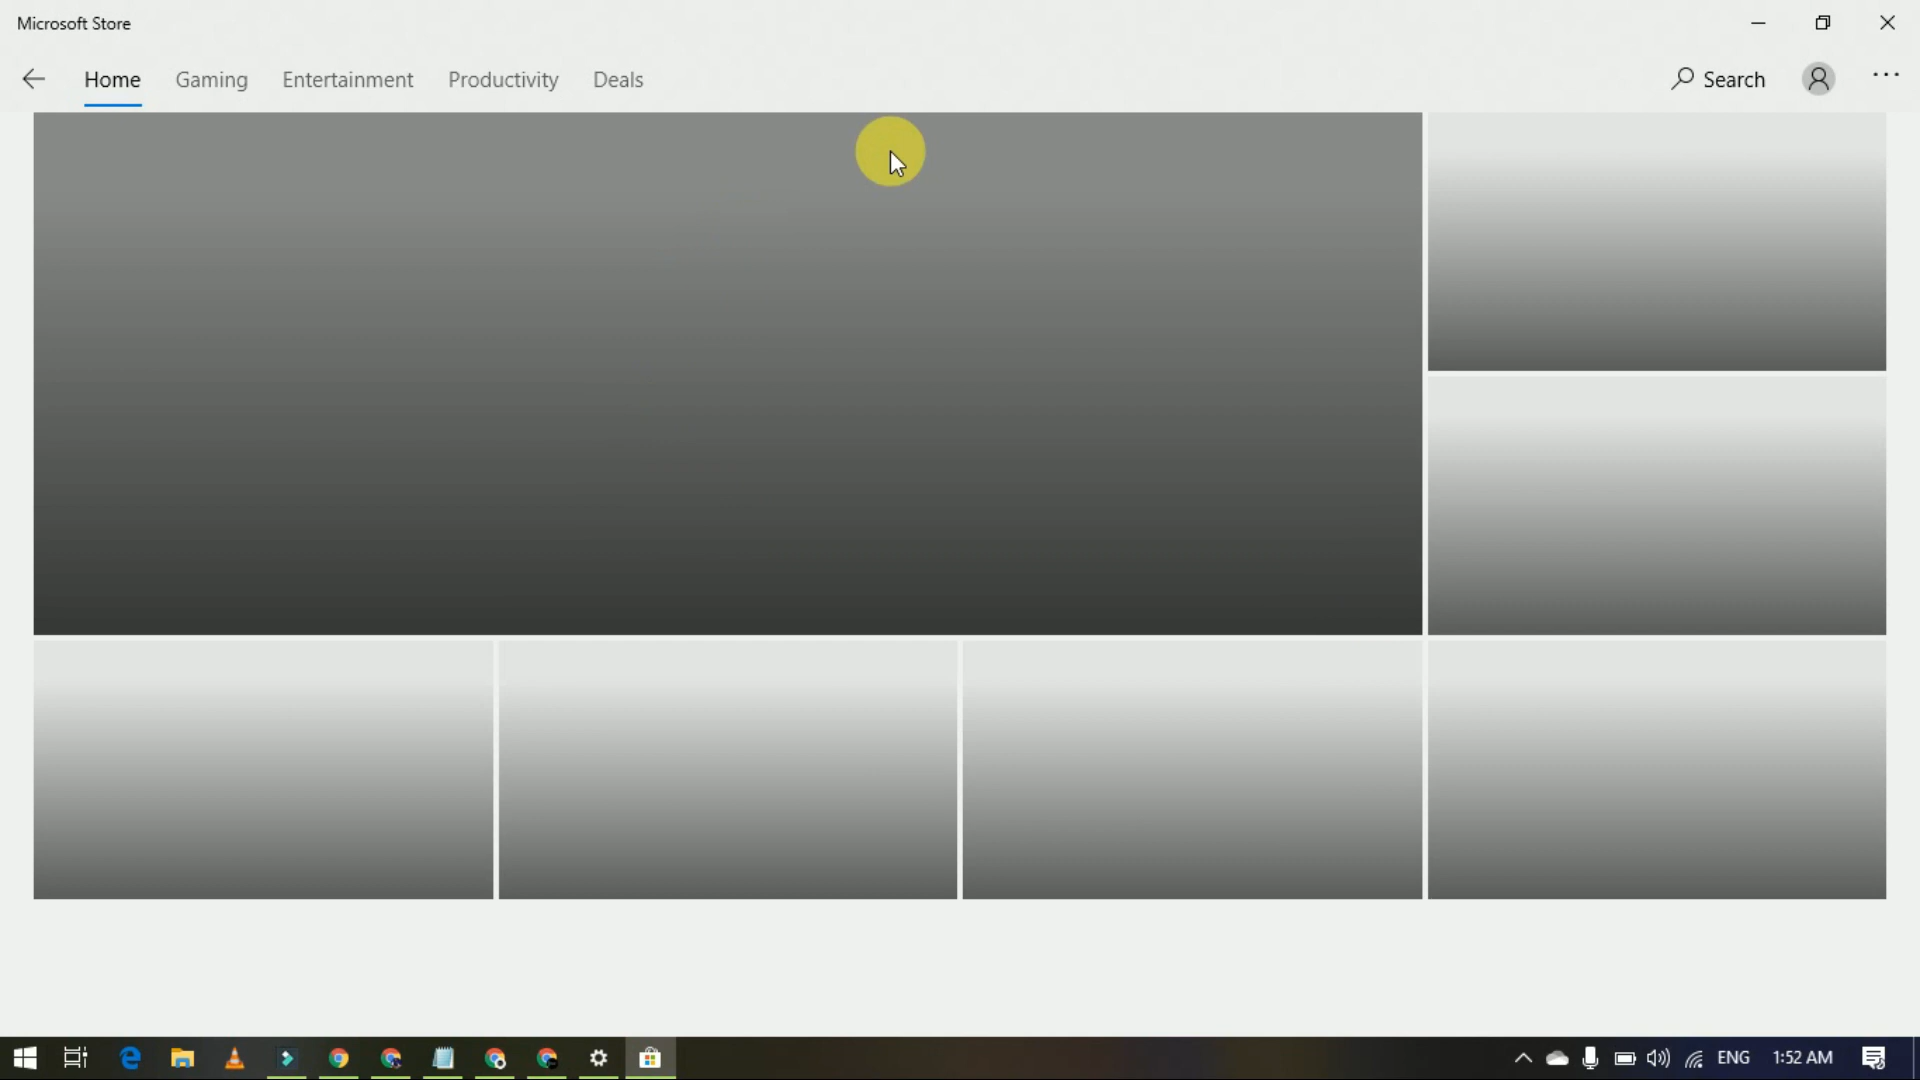 Microsoft Store
Home Gaming Entertainment Productivity Deals Search
ENG 1:52 AM